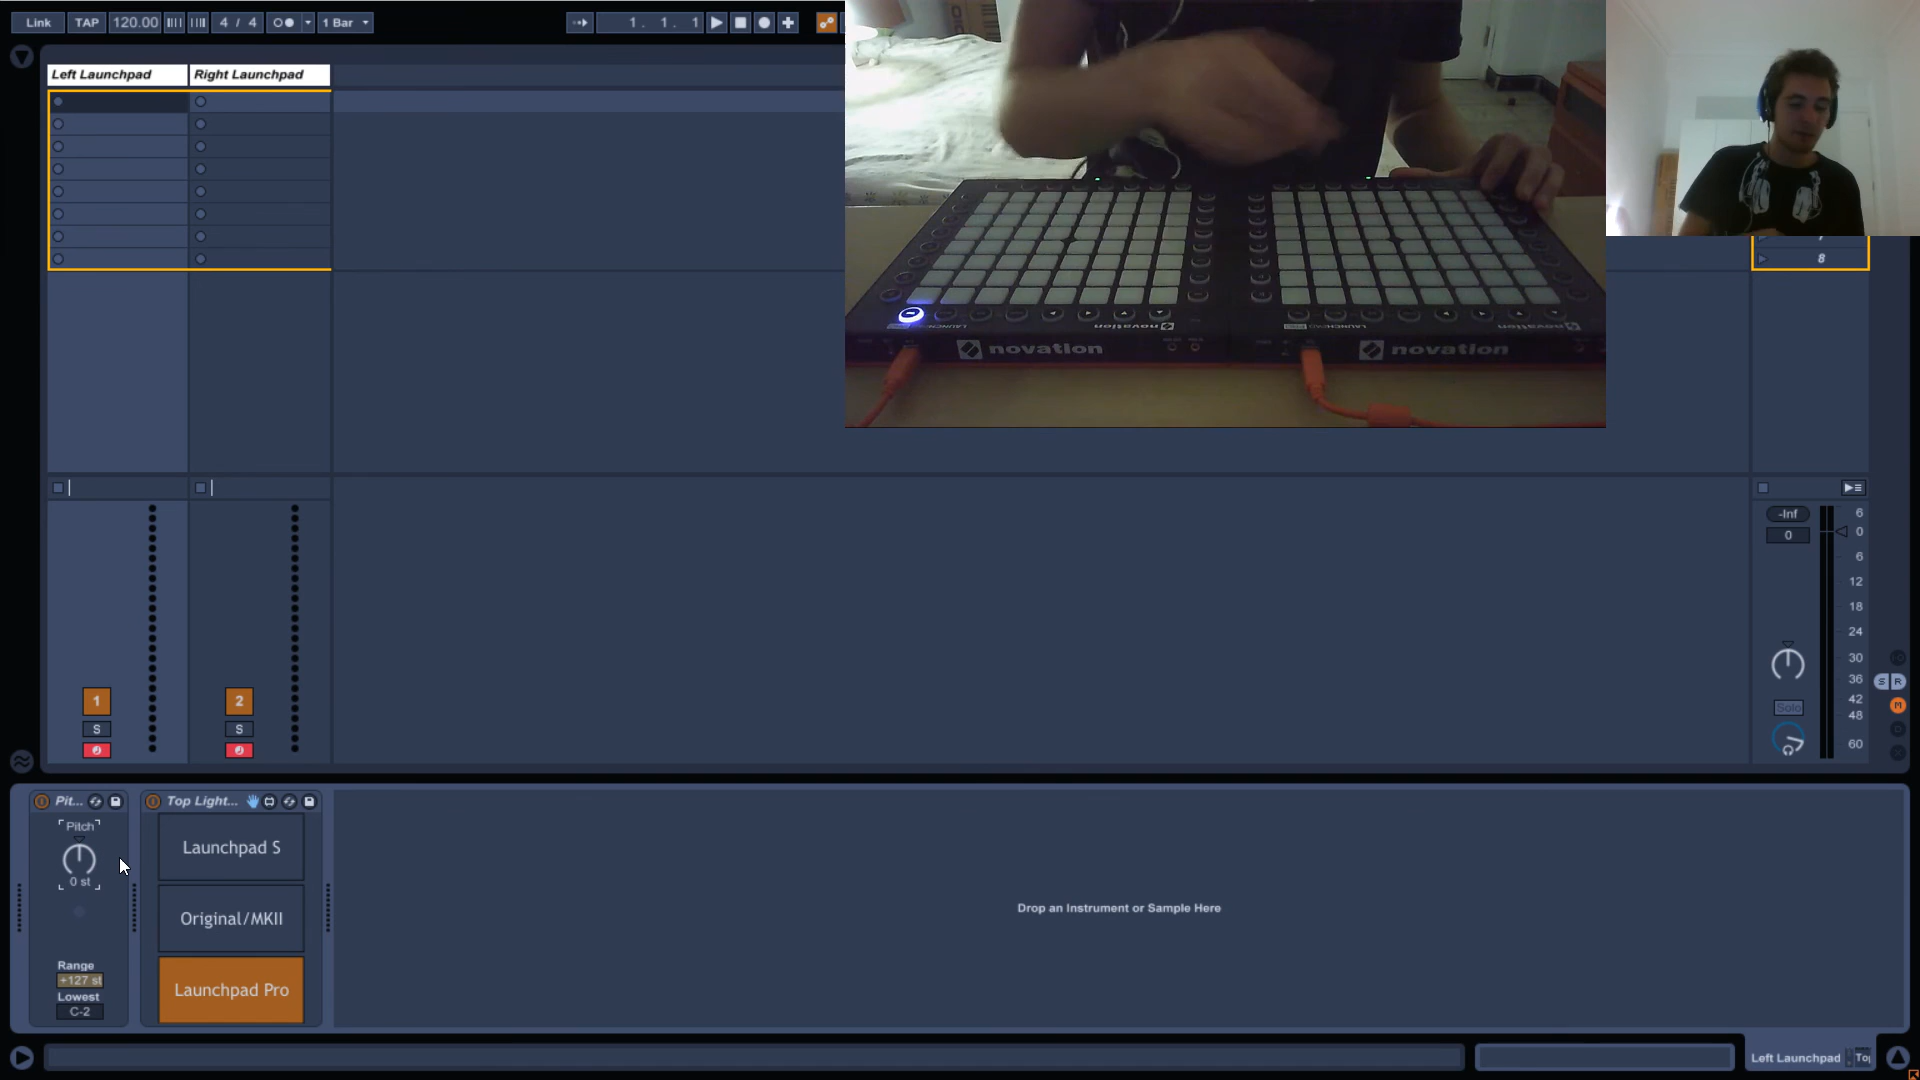 Link TAP 120.00 4 / 4 1 Bar 1. 1. 1
Left Launchpad Right Launchpad
novation novation
novation novation
8
-Inf 6
0 0
6
12
18
24
30
S R 36
Solo M 42
48
60
1 2
S S
Pit... Top Light...
Pitch
0 st
Launchpad S
Original/MKII
Launchpad Pro
Range
+127 st
Lowest
C-2
Drop an Instrument or Sample Here
Left Launchpad Top